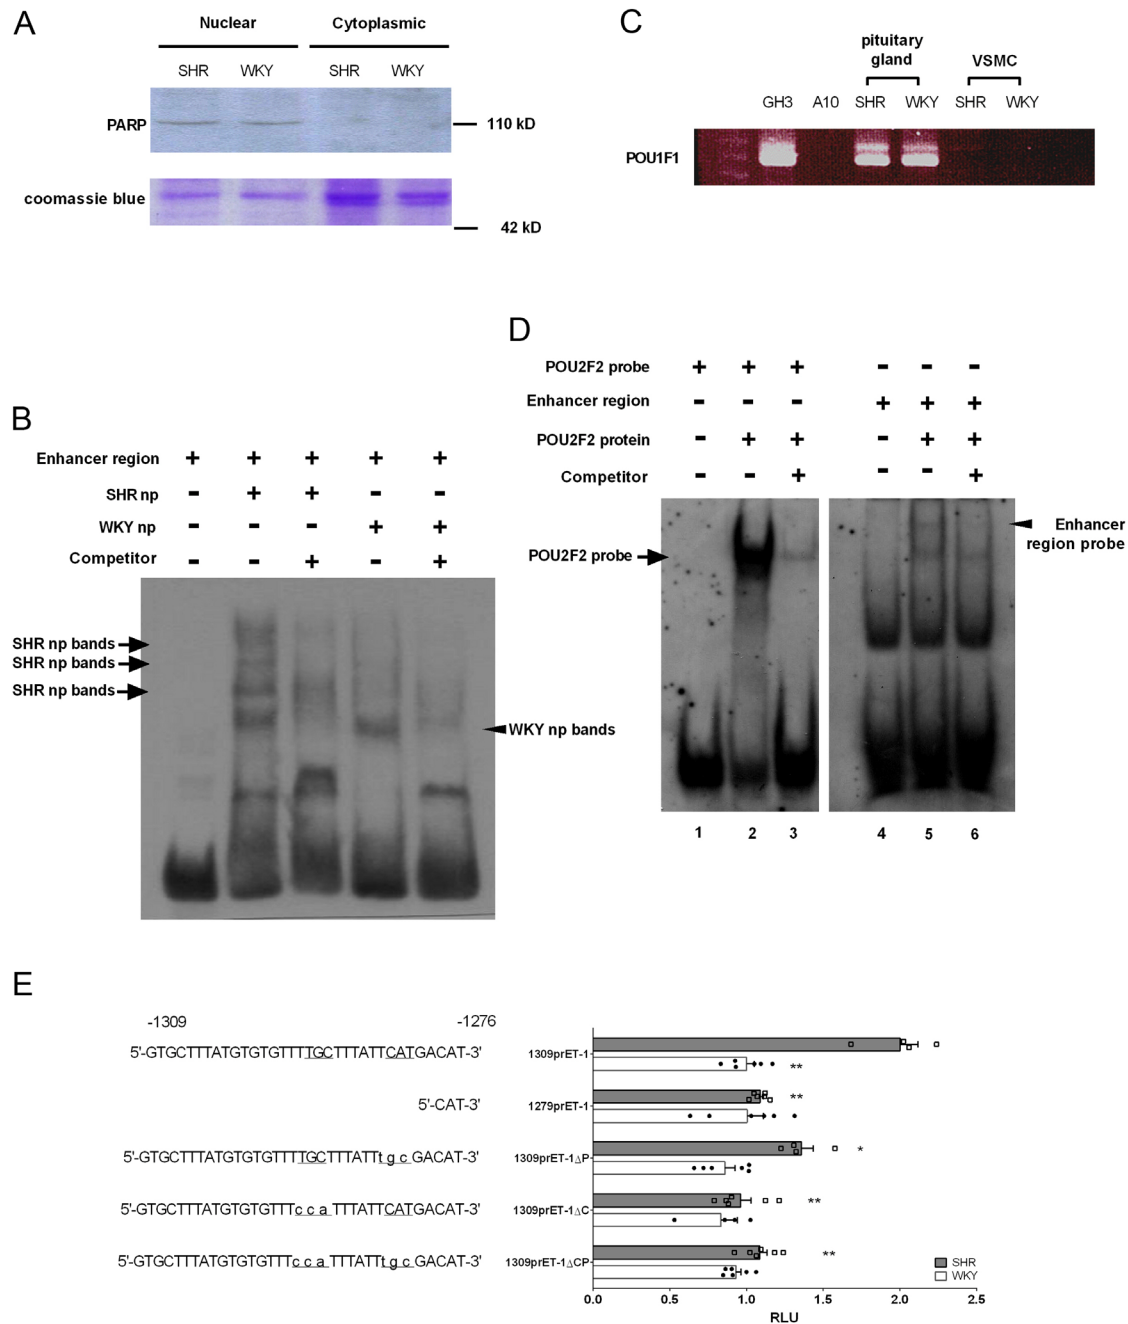 A
Nuclear Cytoplasmic
SHR WKY SHR WKY
PARP 110 kD
coomassie blue
42 kD
C
pituitary
gland VSMC
GH3 A10 SHR WKY SHR WKY
POU1F1
B
Enhancer region + + + + +
SHR np - + + - -
WKY np - - - + +
Competitor - - + - +
SHR np bands
SHR np bands
SHR np bands
WKY np bands
D
POU2F2 probe + + + - - -
Enhancer region - - - + + +
POU2F2 protein - + + - + +
Competitor - - + - - +
POU2F2 probe
Enhancer
region probe
1 2 3 4 5 6
E
-1309 -1276
5'-GTGCTTTATGTGTGTTTTGCTTTATTCATGACAT-3' 1309prET-1 **
5'-CAT-3' 1279prET-1 **
5'-GTGCTTTATGTGTGTTTTGCTTTATTtgcGACAT-3' 1309prET-1ΔP *
5'-GTGCTTTATGTGTGTTTccaTTTATTCATGACAT-3' 1309prET-1ΔC **
5'-GTGCTTTATGTGTGTTTccaTTTATTtgcGACAT-3' 1309prET-1ΔCP **
SHR
WKY
0.0 0.5 1.0 1.5 2.0 2.5
RLU